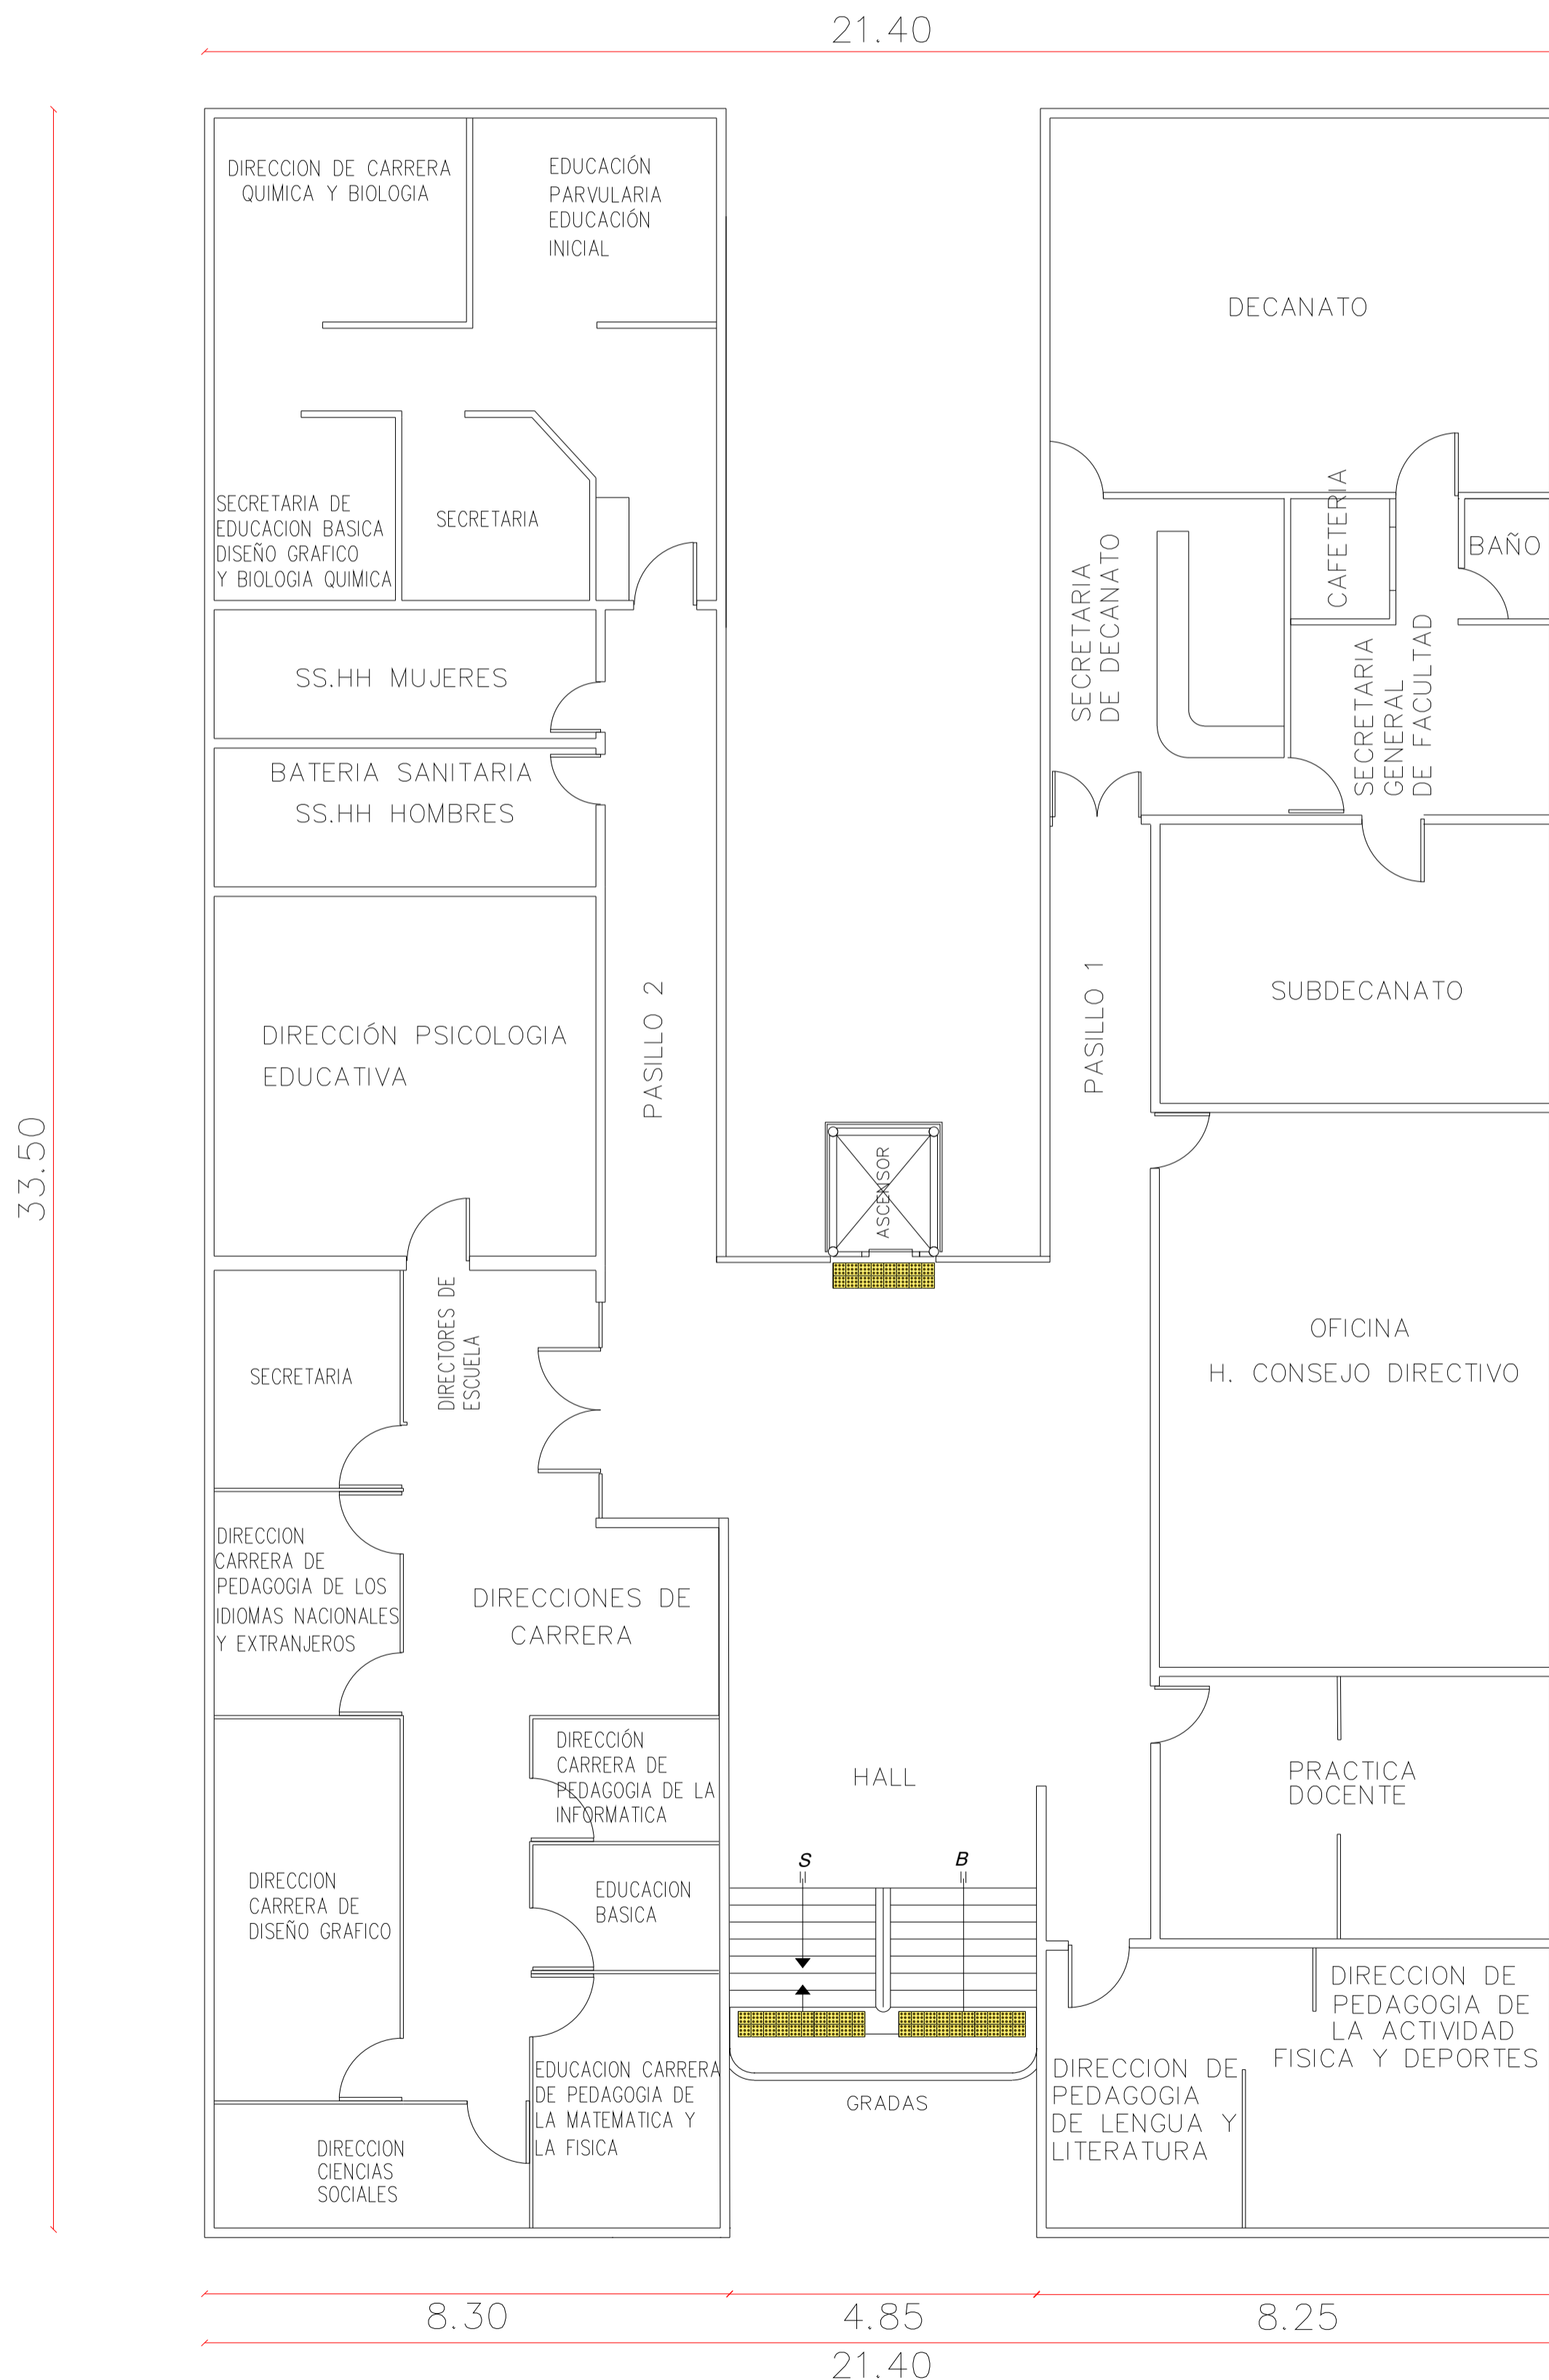 21.40
DIRECCION DE CARRERA
QUIMICA Y BIOLOGIA
EDUCACIÓN
PARVULARIA
EDUCACIÓN
INICIAL
DECANATO
SECRETARIA DE
EDUCACION BASICA
DISEÑO GRAFICO
Y BIOLOGIA QUIMICA
SECRETARIA
SECRETARIA
DE DECANATO
CAFETERIA
BAÑO
SECRETARIA
GENERAL
DE FACULTAD
SS.HH MUJERES
BATERIA SANITARIA
SS.HH HOMBRES
DIRECCIÓN PSICOLOGIA
EDUCATIVA
PASILLO 2
PASILLO 1
SUBDECANATO
33.50
ASCENSOR
DIRECTORES DE
ESCUELA
SECRETARIA
OFICINA
H. CONSEJO DIRECTIVO
DIRECCION
CARRERA DE
PEDAGOGIA DE LOS
IDIOMAS NACIONALES
Y EXTRANJEROS
DIRECCIONES DE
CARRERA
DIRECCIÓN
CARRERA DE
PEDAGOGIA DE LA
INFORMATICA
HALL
PRACTICA
DOCENTE
DIRECCION
CARRERA DE
DISEÑO GRAFICO
EDUCACION
BASICA
S
B
DIRECCION DE
PEDAGOGIA DE
LA ACTIVIDAD
FISICA Y DEPORTES
EDUCACION CARRERA
DE PEDAGOGIA DE
LA MATEMATICA Y
LA FISICA
GRADAS
DIRECCION DE
PEDAGOGIA
DE LENGUA Y
LITERATURA
DIRECCION
CIENCIAS
SOCIALES
8.30
4.85
8.25
21.40